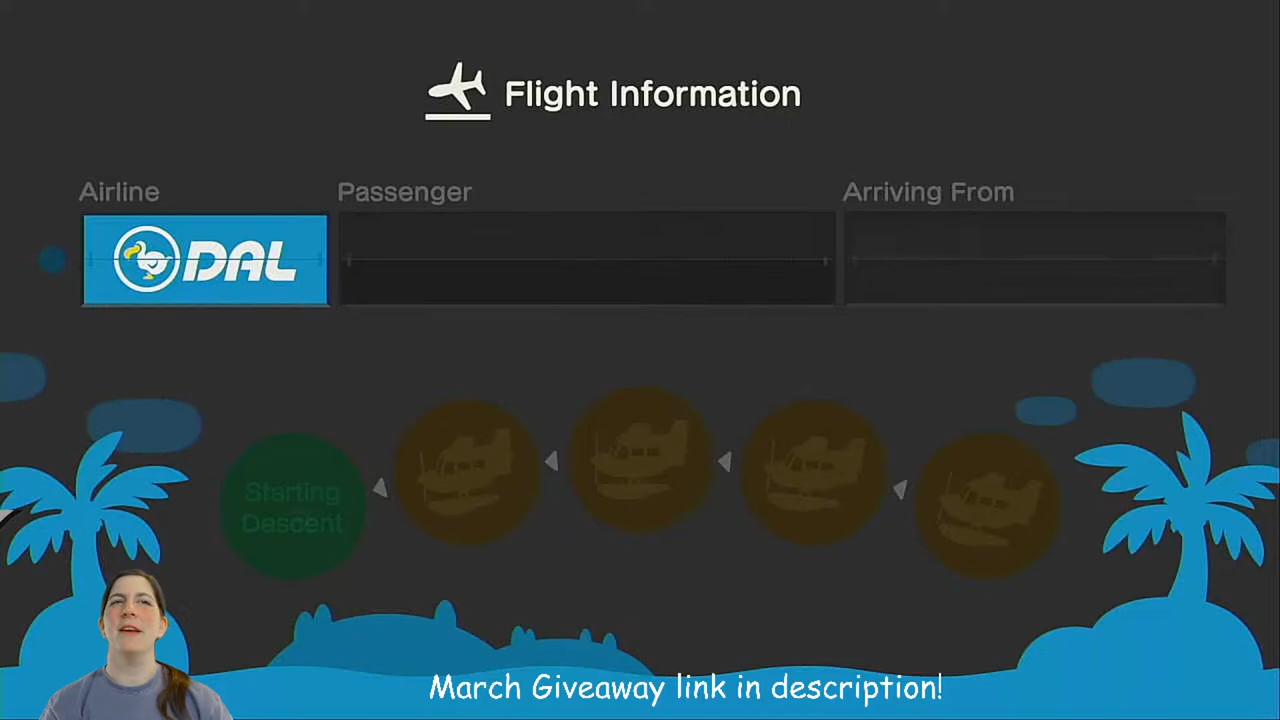 Flight Information
Airline
Passenger
Arriving From
DAL
Starting
Descent
March Giveaway link in description!